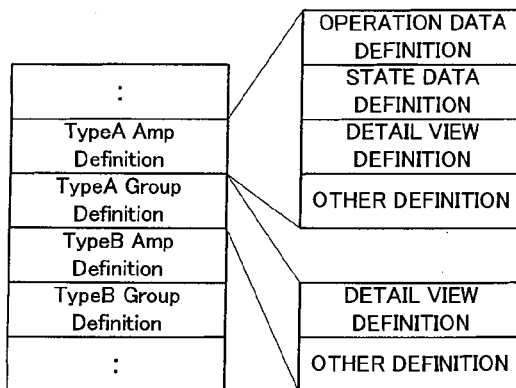 :
TypeA Amp
Definition
TypeA Group
Definition
TypeB Amp
Definition
TypeB Group
Definition
:
OPERATION DATA
DEFINITION
STATE DATA
DEFINITION
DETAIL VIEW
DEFINITION
OTHER DEFINITION
DETAIL VIEW
DEFINITION
OTHER DEFINITION